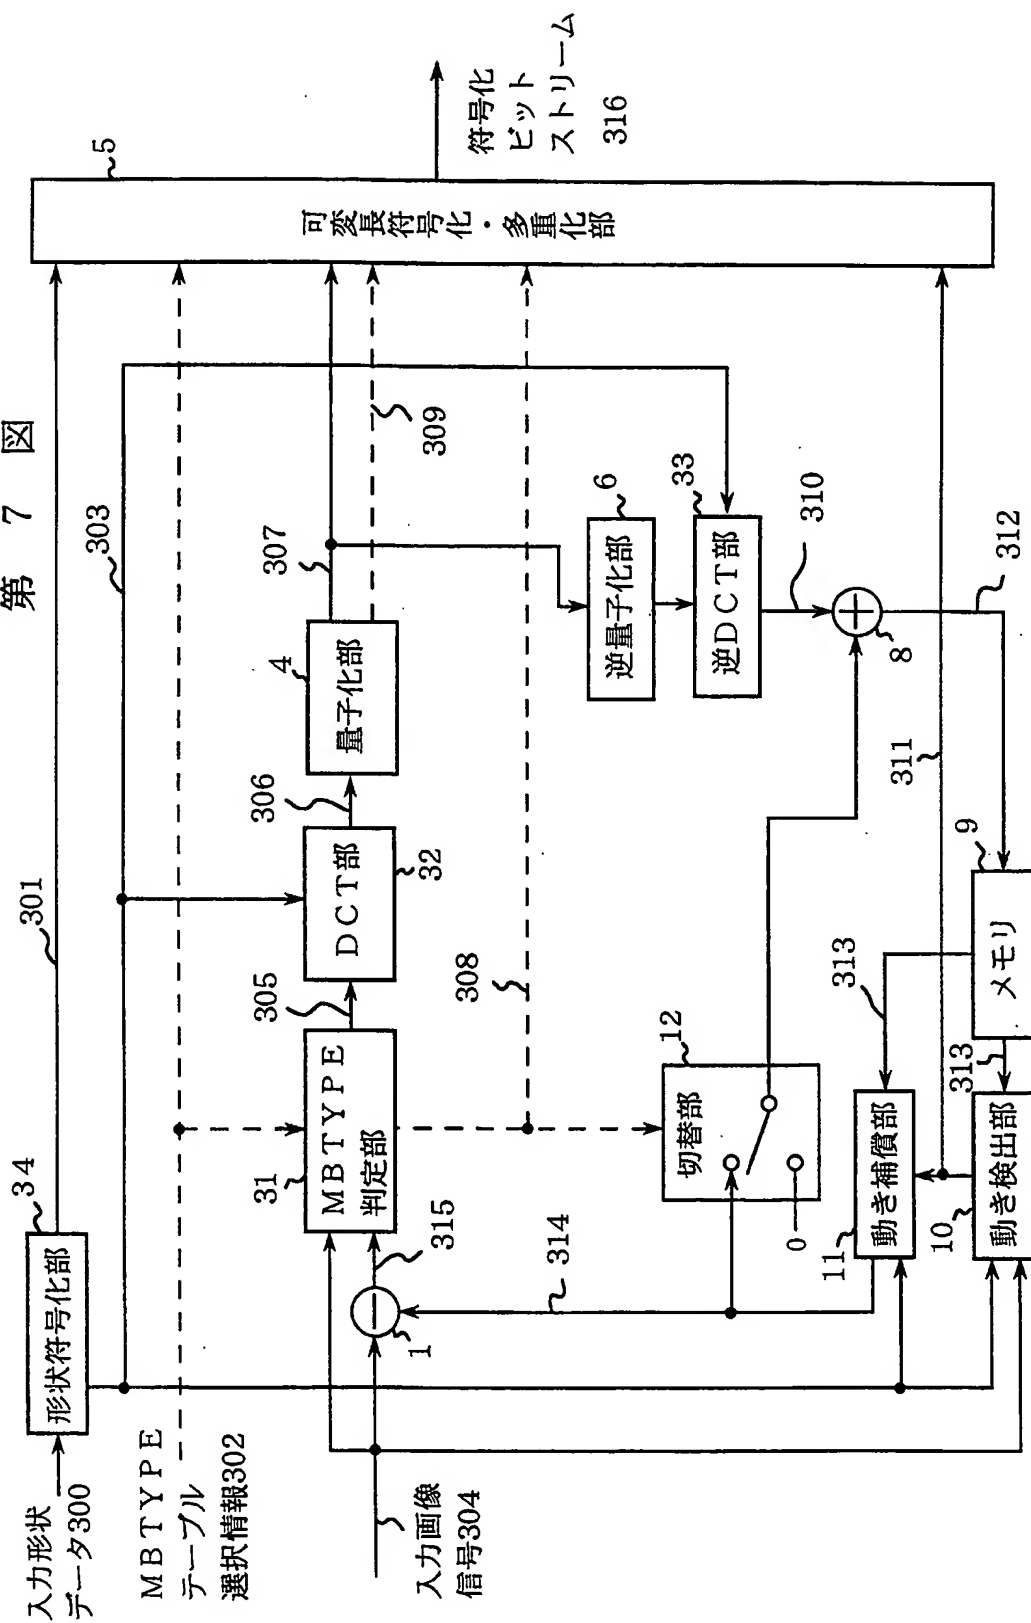 第 7 図
入力形状
データ300
34
形状符号化部
301
303
MBTYPE
テーブル
選択情報302
入力画像
信号304
1
315
31
MBTYPE
判定部
305
DCT部
32
306
4
量子化部
307
309
308
314
12
切替部
0
6
逆量子化部
33
逆DCT部
310
8
312
311
9
メモリ
313
313
11
動き補償部
10
動き検出部
5
可変長符号化・多重化部
符号化
ビット
ストリーム
316